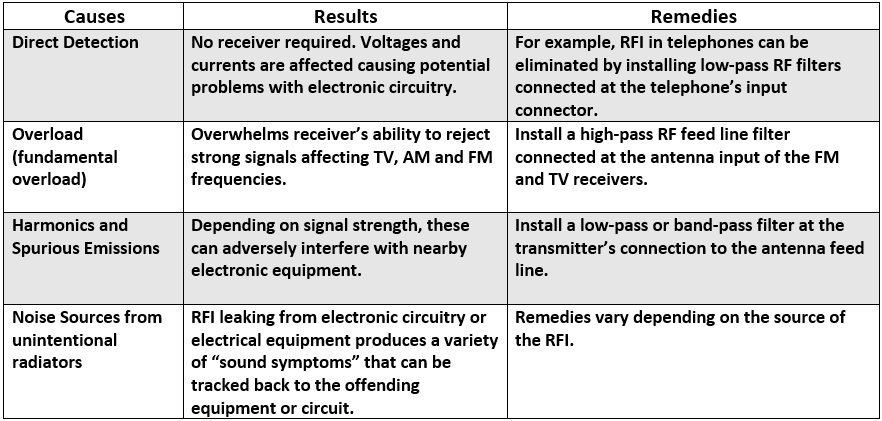 Causes
Results
Remedies
Direct Detection
No receiver required. Voltages and
currents are affected causing potential
problems with electronic circuitry.
For example, RFI in telephones can be
eliminated by installing low-pass RF filters
connected at the telephone’s input
connector.
Overload
(fundamental
overload)
Overwhelms receiver’s ability to reject
strong signals affecting TV, AM and FM
frequencies.
Install a high-pass RF feed line filter
connected at the antenna input of the FM
and TV receivers.
Harmonics and
Spurious Emissions
Depending on signal strength, these
can adversely interfere with nearby
electronic equipment.
Install a low-pass or band-pass filter at the
transmitter’s connection to the antenna feed
line.
Noise Sources from
unintentional
radiators
RFI leaking from electronic circuitry or
electrical equipment produces a variety
of “sound symptoms” that can be
tracked back to the offending
equipment or circuit.
Remedies vary depending on the source of
the RFI.